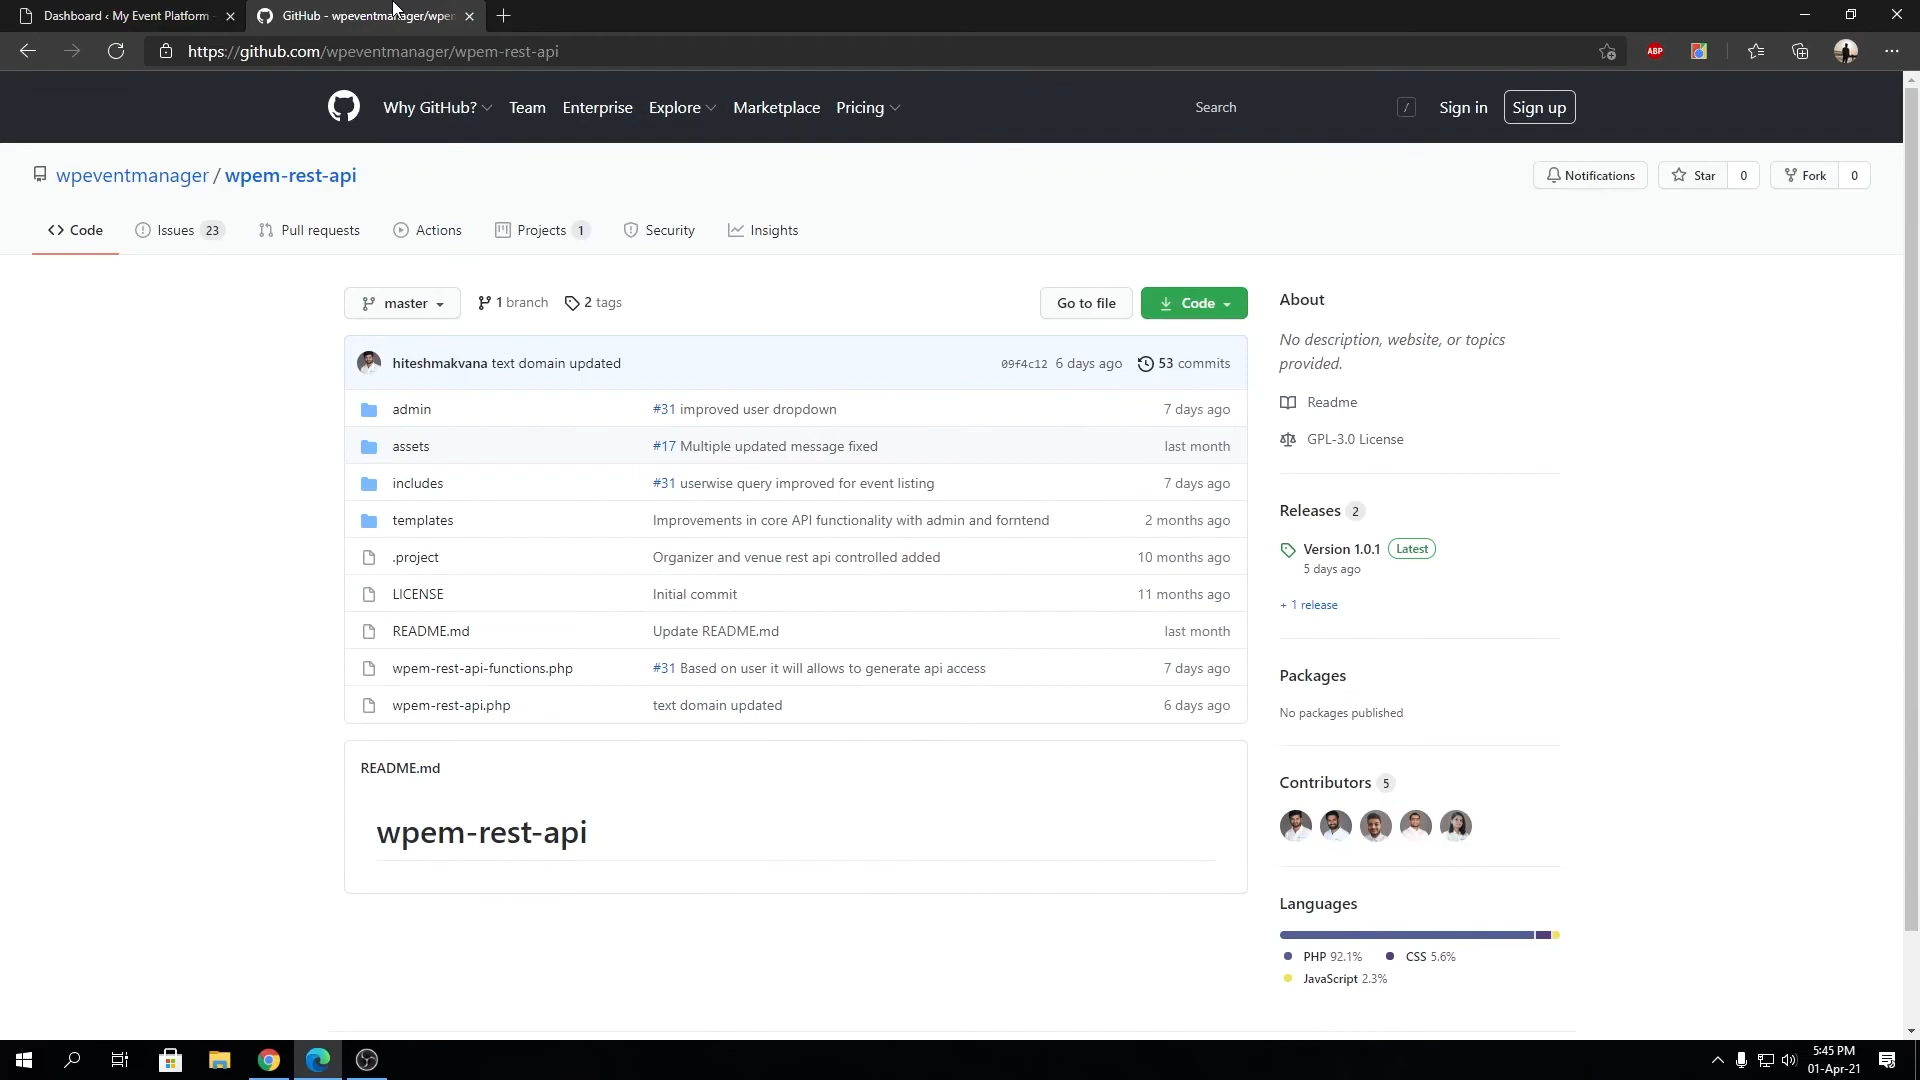 Dashboard ‹ My Event Platform -
GitHub - wpeventmanager/wpem
https://github.com/wpeventmanager/wpem-rest-api
ABP
Why GitHub?
Team
Enterprise
Explore
Marketplace
Pricing
Search
/
Sign in
Sign up
wpeventmanager / wpem-rest-api
Notifications
Star 0
Fork 0
Code
Issues 23
Pull requests
Actions
Projects 1
Security
Insights
master
1 branch
2 tags
Go to file
Code
hiteshmakvana text domain updated 09f4c12 6 days ago 53 commits
admin #31 improved user dropdown 7 days ago
assets #17 Multiple updated message fixed last month
includes #31 userwise query improved for event listing 7 days ago
templates Improvements in core API functionality with admin and forntend 2 months ago
.project Organizer and venue rest api controlled added 10 months ago
LICENSE Initial commit 11 months ago
README.md Update README.md last month
wpem-rest-api-functions.php #31 Based on user it will allows to generate api access 7 days ago
wpem-rest-api.php text domain updated 6 days ago
README.md
wpem-rest-api
About
No description, website, or topics
provided.
Readme
GPL-3.0 License
Releases 2
Version 1.0.1 Latest
5 days ago
+ 1 release
Packages
No packages published
Contributors 5
Languages
PHP 92.1% CSS 5.6%
JavaScript 2.3%
5:45 PM
01-Apr-21